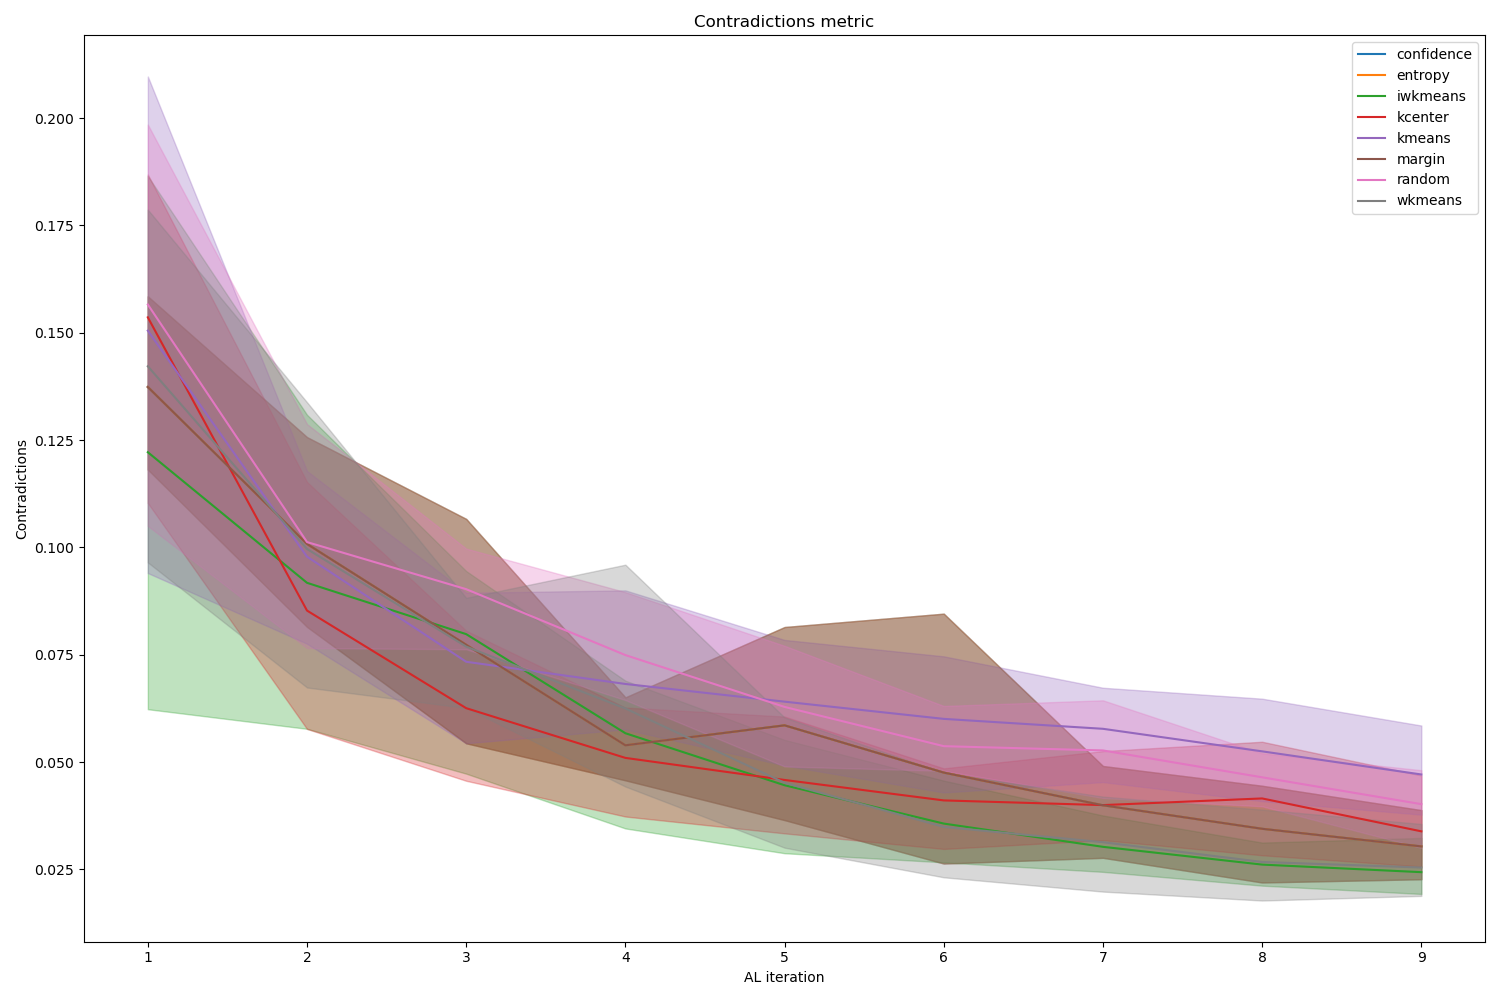 Contradictions metric
confidence
entropy
iwkmeans
kcenter
kmeans
margin
random
wkmeans
0.200
0.175
0.150
0.125
0.100
0.075
0.050
0.025
Contradictions
1 2 3 4 5 6 7 8 9
AL iteration